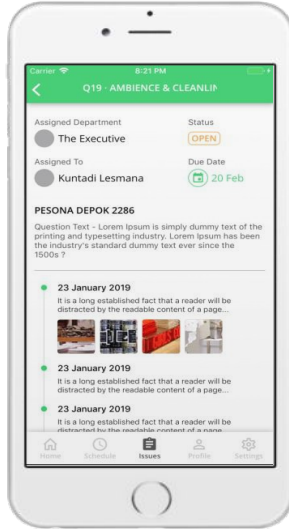 Carrier 8:21 PM
Q19 - AMBIENCE & CLEANLIN
Assigned Department
Status
The Executive
OPEN
Assigned To
Due Date
Kuntadi Lesmana
20 Feb
PESONA DEPOK 2286
Question Text - Lorem Ipsum is simply dummy text of the
printing and typesetting industry. Lorem Ipsum has been
the industry's standard dummy text ever since the
1500s ?
23 January 2019
It is a long established fact that a reader will be
distracted by the readable content of a page...
23 January 2019
It is a long established fact that a reader will be
distracted by the readable content of a page...
23 January 2019
It is a long established fact that a reader will be
distracted by the readable content of a page...
Home
Schedule
Issues
Profile
Settings